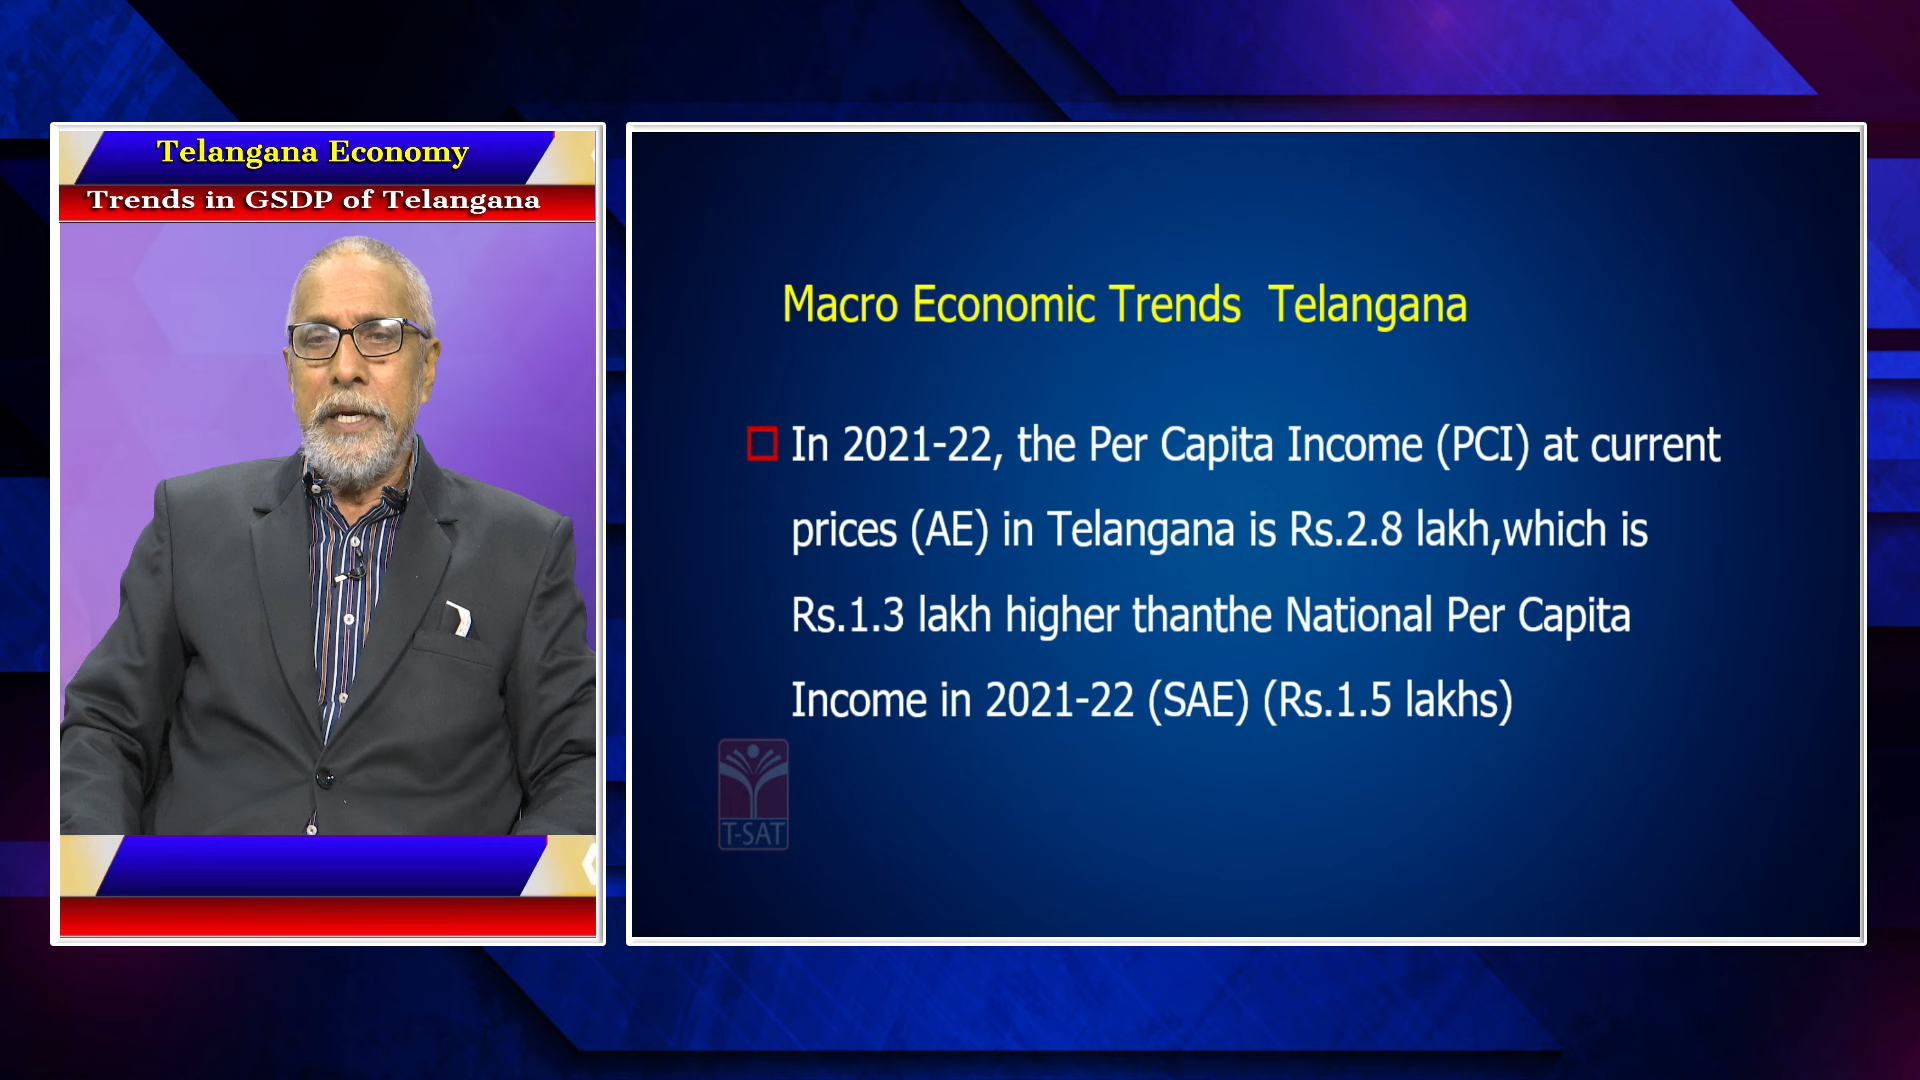 Telangana Economy
Trends in GSDP of Telangana
Macro Economic Trends  Telangana
In 2021-22, the Per Capita Income (PCI) at current
prices (AE) in Telangana is Rs.2.8 lakh,which is
Rs.1.3 lakh higher thanthe National Per Capita
Income in 2021-22 (SAE) (Rs.1.5 lakhs)
T-SAT